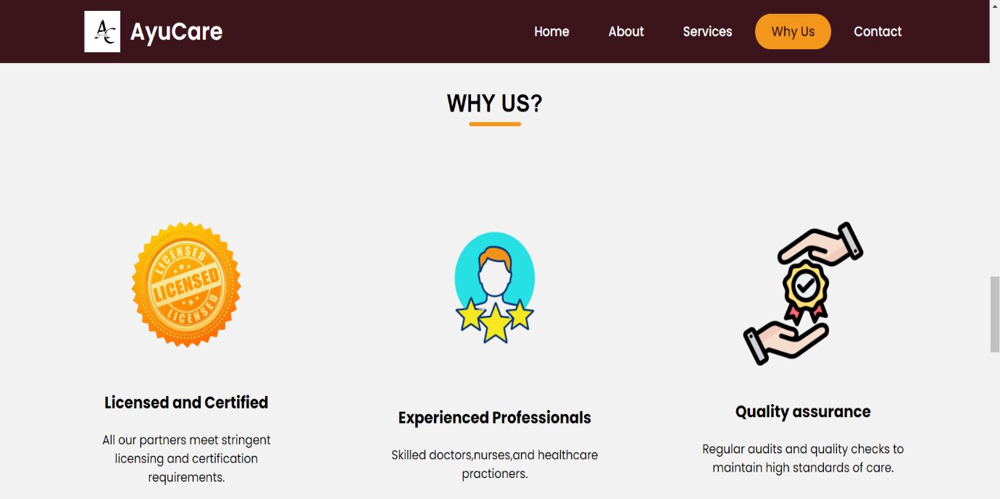 AC
AyuCare
Home
About
Services
Why Us
Contact
WHY US?
LICENSED
LICENSED
LICENSED
Licensed and Certified
All our partners meet stringent
licensing and certification
requirements.
Experienced Professionals
Skilled doctors,nurses,and healthcare
practioners.
Quality assurance
Regular audits and quality checks to
maintain high standards of care.